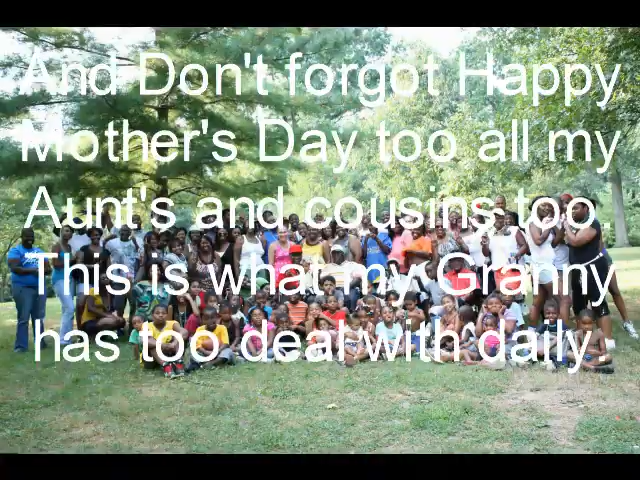 And Don't forgot Happy
Mother's Day too all my
Aunt's and cousins too.
This is what my Granny
has too deal with daily